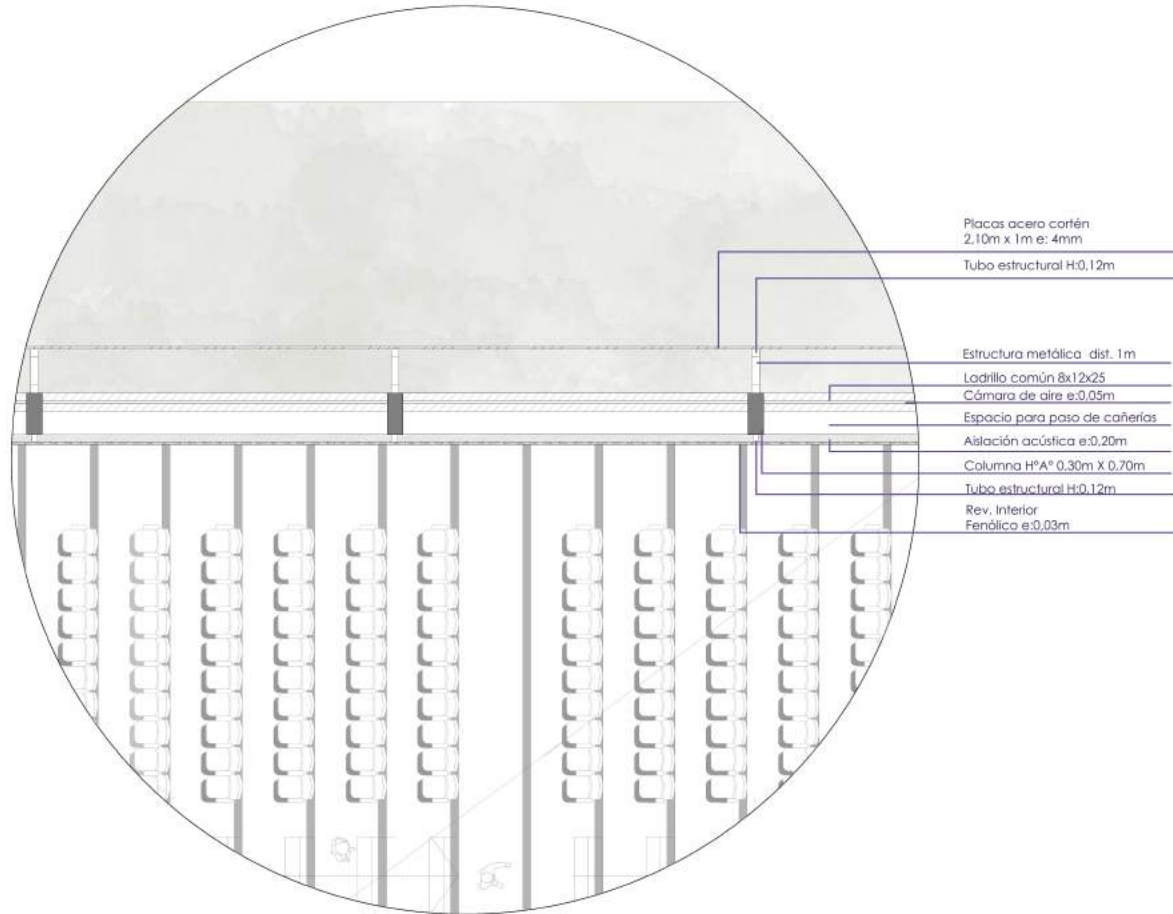 Placas acero cortén
2,10m x 1m e: 4mm
Tubo estructural H:0,12m
Estructura metálica dist. 1m
Ladrillo común 8x12x25
Cámara de aire e:0,05m
Espacio para paso de cañerías
Aislación acústica e:0,20m
Columna HºAº 0,30m X 0,70m
Tubo estructural H:0,12m
Rev. Interior
Fenólico e:0,03m